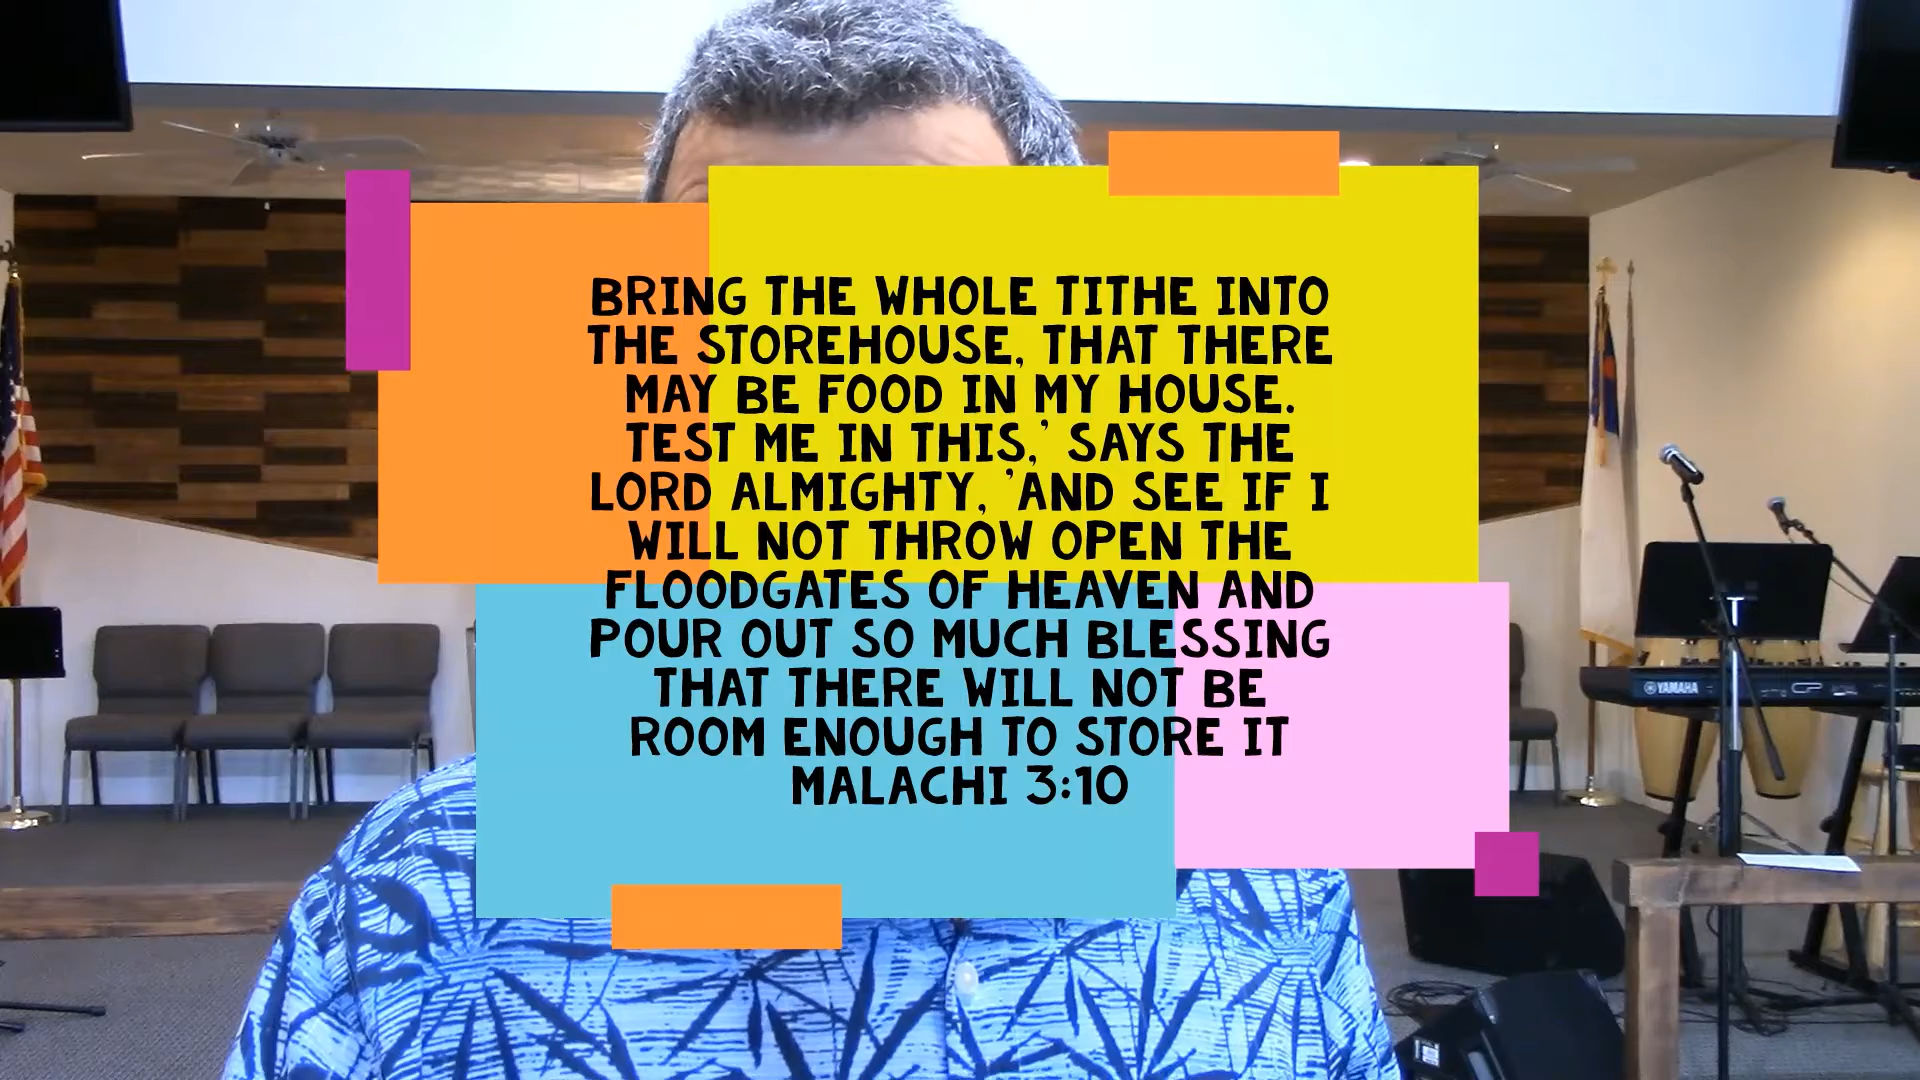 BRING THE WHOLE TITHE INTO
THE STOREHOUSE, THAT THERE
MAY BE FOOD IN MY HOUSE.
TEST ME IN THIS,' SAYS THE
LORD ALMIGHTY, 'AND SEE IF I
WILL NOT THROW OPEN THE
FLOODGATES OF HEAVEN AND
POUR OUT SO MUCH BLESSING
THAT THERE WILL NOT BE
ROOM ENOUGH TO STORE IT
MALACHI 3:10
YAMAHA